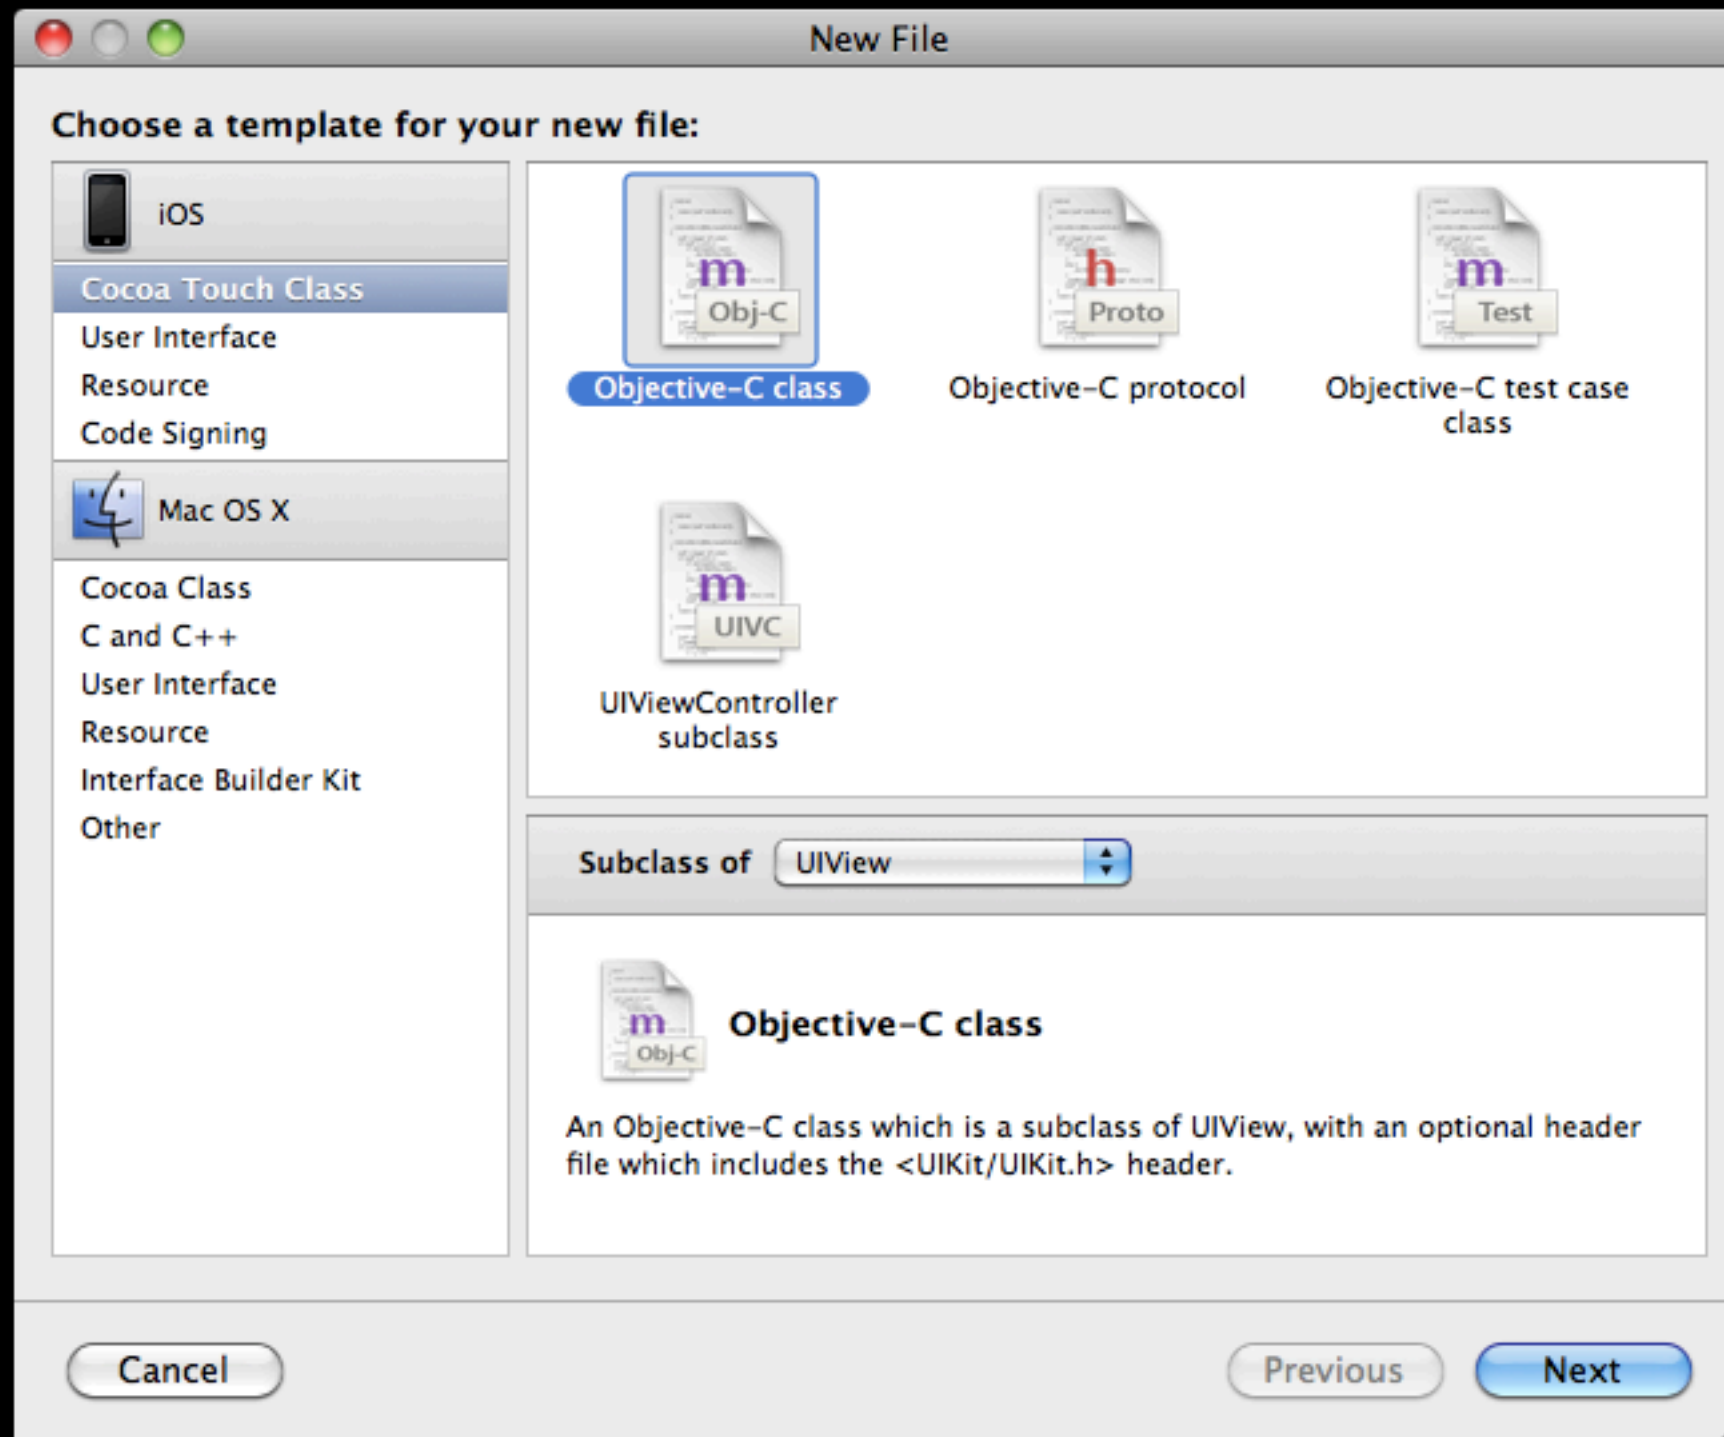 New File
Choose a template for your new file:
iOS
Cocoa Touch Class
User Interface
Resource
Code Signing
Mac OS X
Cocoa Class
C and C++
User Interface
Resource
Interface Builder Kit
Other
m
Obj-C
Objective-C class
h
Proto
Objective-C protocol
m
Test
Objective-C test case
class
m
UIVC
UIViewController
subclass
Subclass of UIView
m
Obj-C
Objective-C class
An Objective-C class which is a subclass of UIView, with an optional header
file which includes the <UIKit/UIKit.h> header.
Cancel
Previous
Next